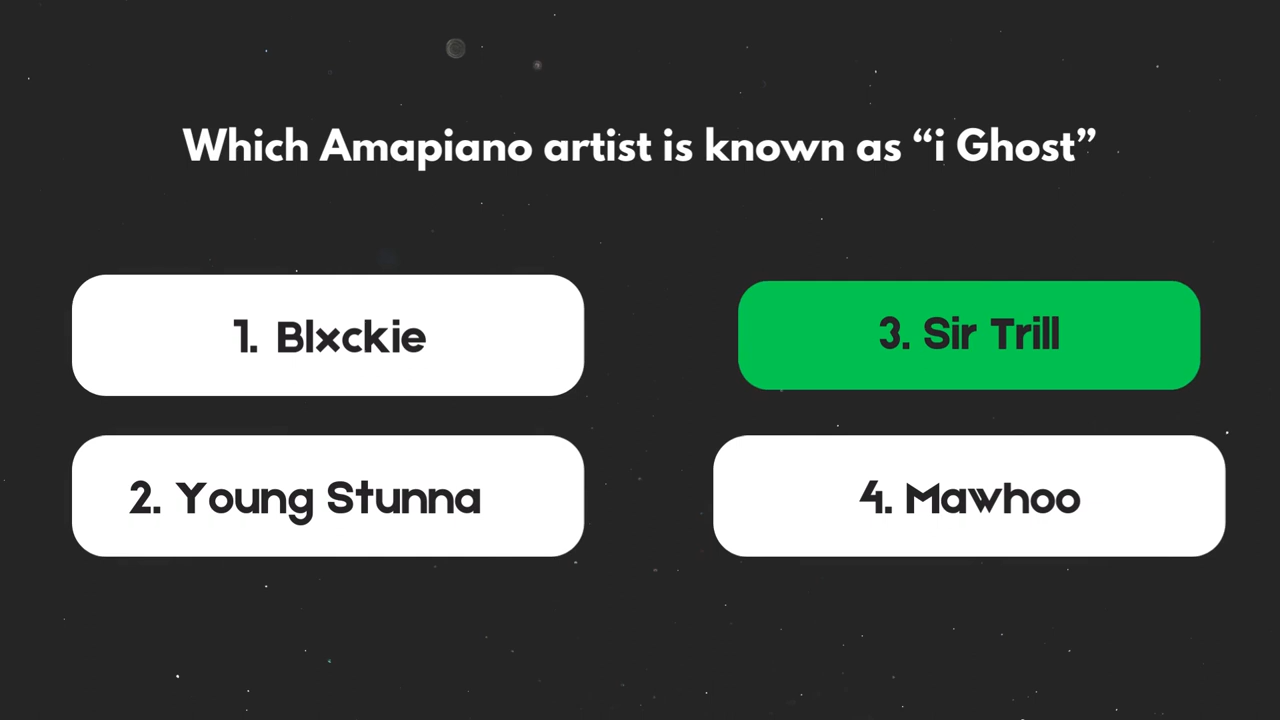 Which Amapiano artist is known as “i Ghost”
1. Blxckie
3. Sir Trill
2. Young Stunna
4. Mawhoo